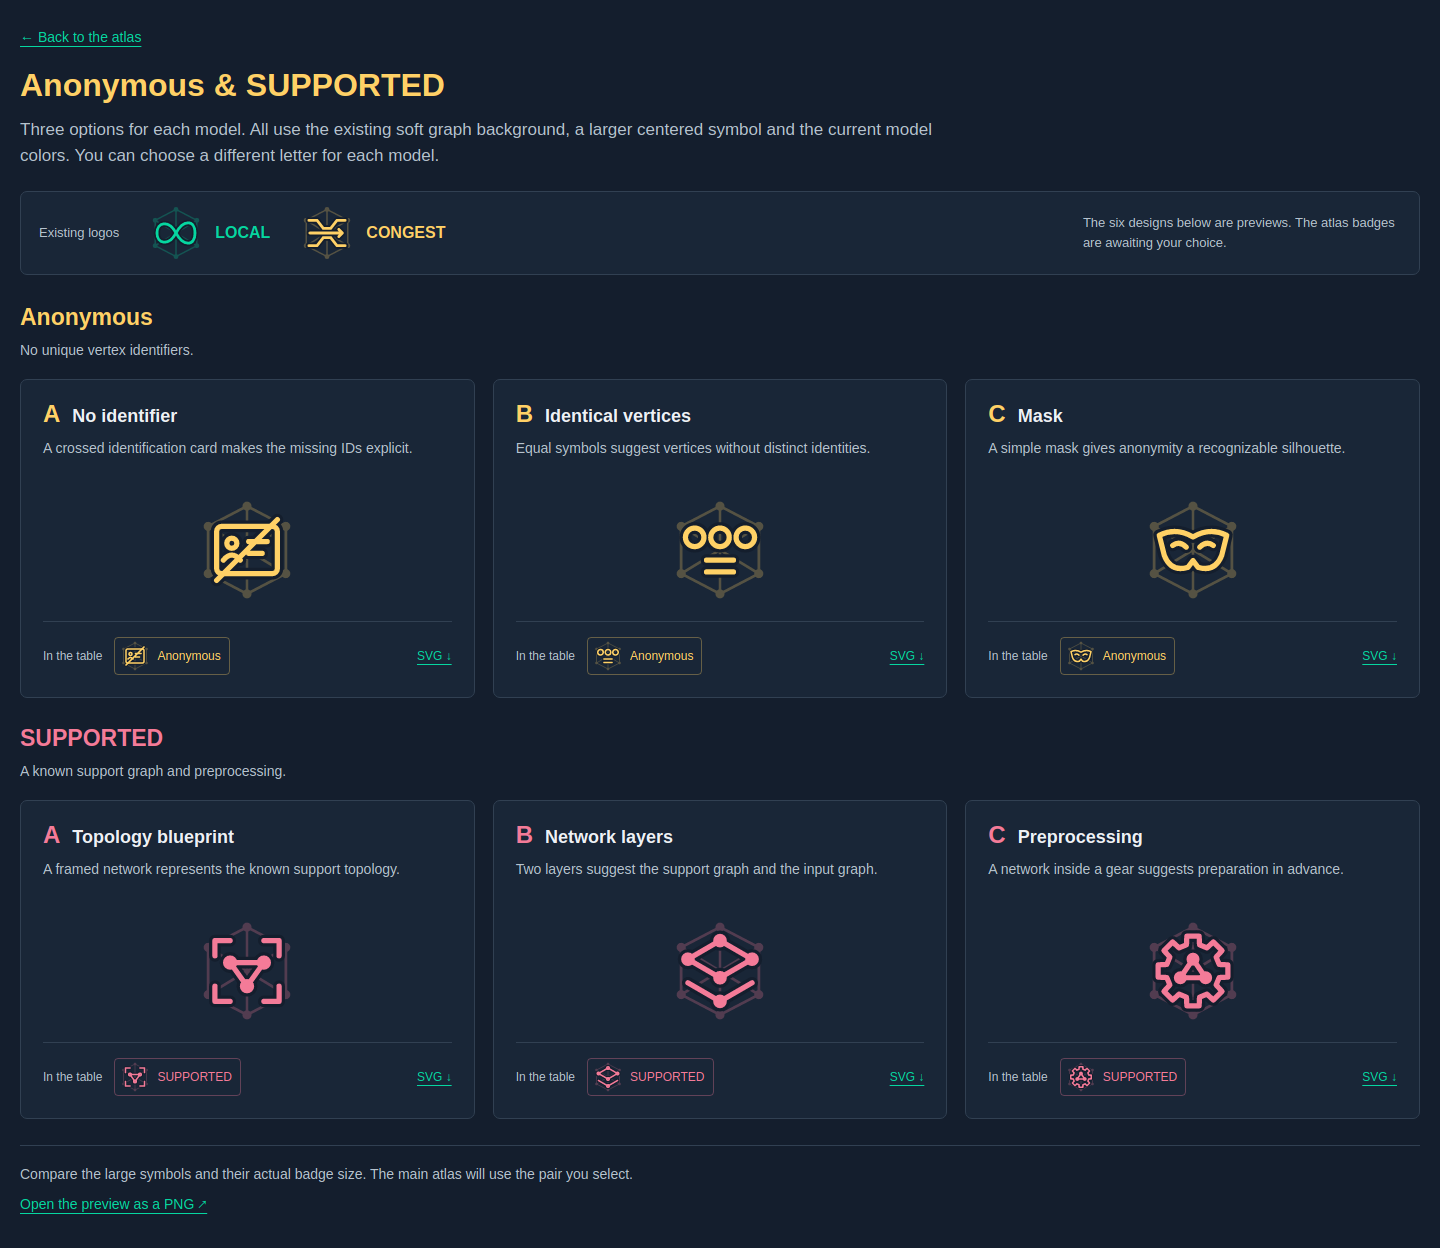 ← Back to the atlas
Anonymous & SUPPORTED
Three options for each model. All use the existing soft graph background, a larger centered symbol and the current model
colors. You can choose a different letter for each model.
Existing logos
LOCAL
CONGEST
The six designs below are previews. The atlas badges
are awaiting your choice.
Anonymous
No unique vertex identifiers.
A No identifier
A crossed identification card makes the missing IDs explicit.
In the table
Anonymous
SVG ↓
B Identical vertices
Equal symbols suggest vertices without distinct identities.
In the table
Anonymous
SVG ↓
C Mask
A simple mask gives anonymity a recognizable silhouette.
In the table
Anonymous
SVG ↓
SUPPORTED
A known support graph and preprocessing.
A Topology blueprint
A framed network represents the known support topology.
In the table
SUPPORTED
SVG ↓
B Network layers
Two layers suggest the support graph and the input graph.
In the table
SUPPORTED
SVG ↓
C Preprocessing
A network inside a gear suggests preparation in advance.
In the table
SUPPORTED
SVG ↓
Compare the large symbols and their actual badge size. The main atlas will use the pair you select.
Open the preview as a PNG ↗